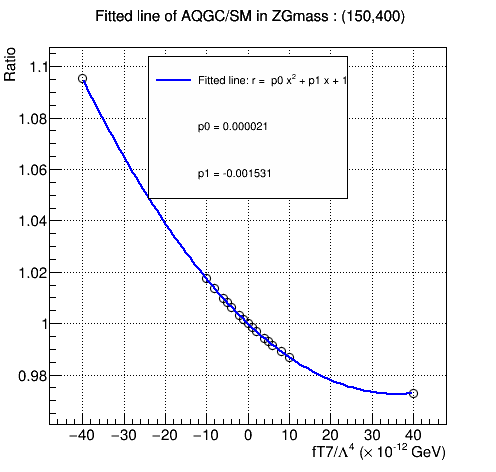 Fitted line of AQGC/SM in ZGmass : (150,400)
Ratio
1.1
1.08
1.06
1.04
1.02
1
0.98
Fitted line: r = p0 x² + p1 x + 1
p0 = 0.000021
p1 = -0.001531
−40 −30 −20 −10 0 10 20 30 40
fT7/Λ⁴ (× 10⁻¹² GeV)